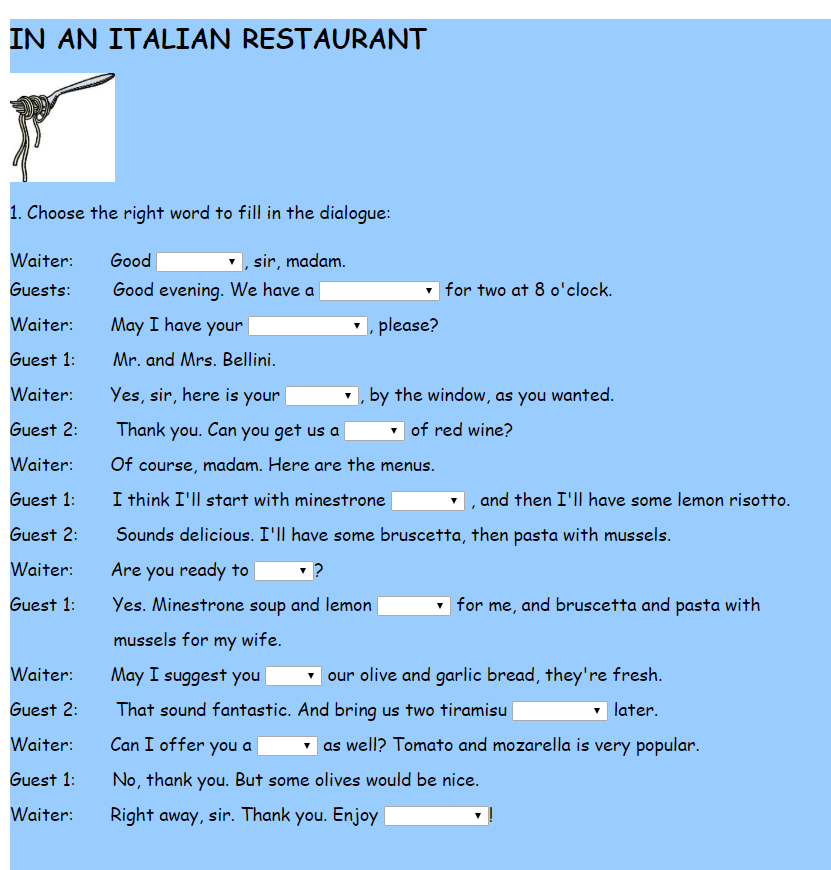 IN AN ITALIAN RESTAURANT
1. Choose the right word to fill in the dialogue:
Waiter: Good , sir, madam.
Guests: Good evening. We have a for two at 8 o'clock.
Waiter: May I have your , please?
Guest 1: Mr. and Mrs. Bellini.
Waiter: Yes, sir, here is your , by the window, as you wanted.
Guest 2: Thank you. Can you get us a of red wine?
Waiter: Of course, madam. Here are the menus.
Guest 1: I think I'll start with minestrone , and then I'll have some lemon risotto.
Guest 2: Sounds delicious. I'll have some bruscetta, then pasta with mussels.
Waiter: Are you ready to ?
Guest 1: Yes. Minestrone soup and lemon for me, and bruscetta and pasta with
mussels for my wife.
Waiter: May I suggest you our olive and garlic bread, they're fresh.
Guest 2: That sound fantastic. And bring us two tiramisu later.
Waiter: Can I offer you a as well? Tomato and mozarella is very popular.
Guest 1: No, thank you. But some olives would be nice.
Waiter: Right away, sir. Thank you. Enjoy !